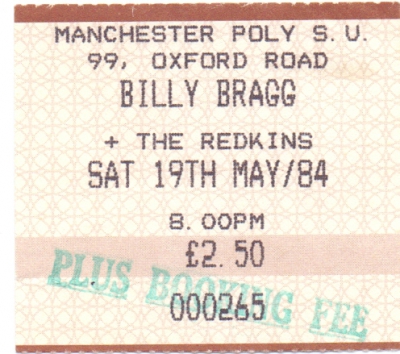 MANCHESTER POLY S. U.
99, OXFORD ROAD
BILLY BRAGG
+ THE REDKINS
SAT 19TH MAY/84
8. 00PM
£2. 50
PLUS BOOKING FEE
000265